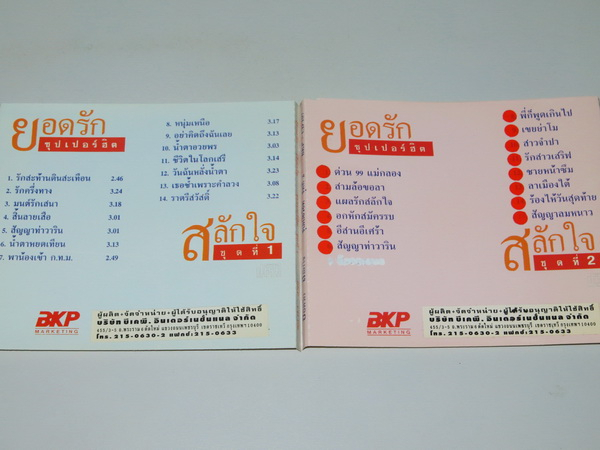 ยอดรัก
ซุปเปอร์ฮิต
1. รักสะท้านดินสะเทือน 2.46
2. รักครึ่งทาง 3.24
3. มนต์รักเสนา 3.18
4. สิ้นลายเสือ 3.01
5. สัญญาท่าวาริน 3.01
6. น้ำตาหยดเทียน 3.13
7. พาน้องเข้า ก.ท.ม. 2.49
8. หนุ่มเหนือ 3.17
9. อย่าคิดถึงฉันเลย 3.13
10. น้ำตาอวยพร 3.03
11. ชีวิตในโลกเสรี 3.14
12. วันฉันหลั่งน้ำตา 3.23
13. เธอช้ำเพราะคำลวง 3.08
14. ราตรีสวัสดิ์ 3.22
สลักใจ
ชุดที่ 1
BKP
MARKETING
ผู้ผลิต-จัดจำหน่าย-ผู้ได้รับอนุญาติให้ใช้สิทธิ์
บริษัท บีเคพี. อินเตอร์เนชั่นแนล จำกัด
โทร. 215-0630-2 แฟกซ์: 215-0633
ยอดรัก
ซุปเปอร์ฮิต
ด่วน 99 แม่กลอง
สามล้อขอลา
แผลรักสลักใจ
อกหักสมัครรบ
อีสานอีเศร้า
สัญญาท่าวาริน
พี่ก็พูดเกินไป
เขยย่าโม
สาวจำปา
รักสาวเสริฟ
ชายหน้าซีม
ลาเมืองใต้
ร้องไห้วันสุดท้าย
สัญญาลมหนาว
สลักใจ
ชุดที่ 2
BKP
MARKETING
ผู้ผลิต-จัดจำหน่าย-ผู้ได้รับอนุญาติให้ใช้สิทธิ์
บริษัท บีเคพี. อินเตอร์เนชั่นแนล จำกัด
โทร. 215-0630-2 แฟกซ์: 215-0633